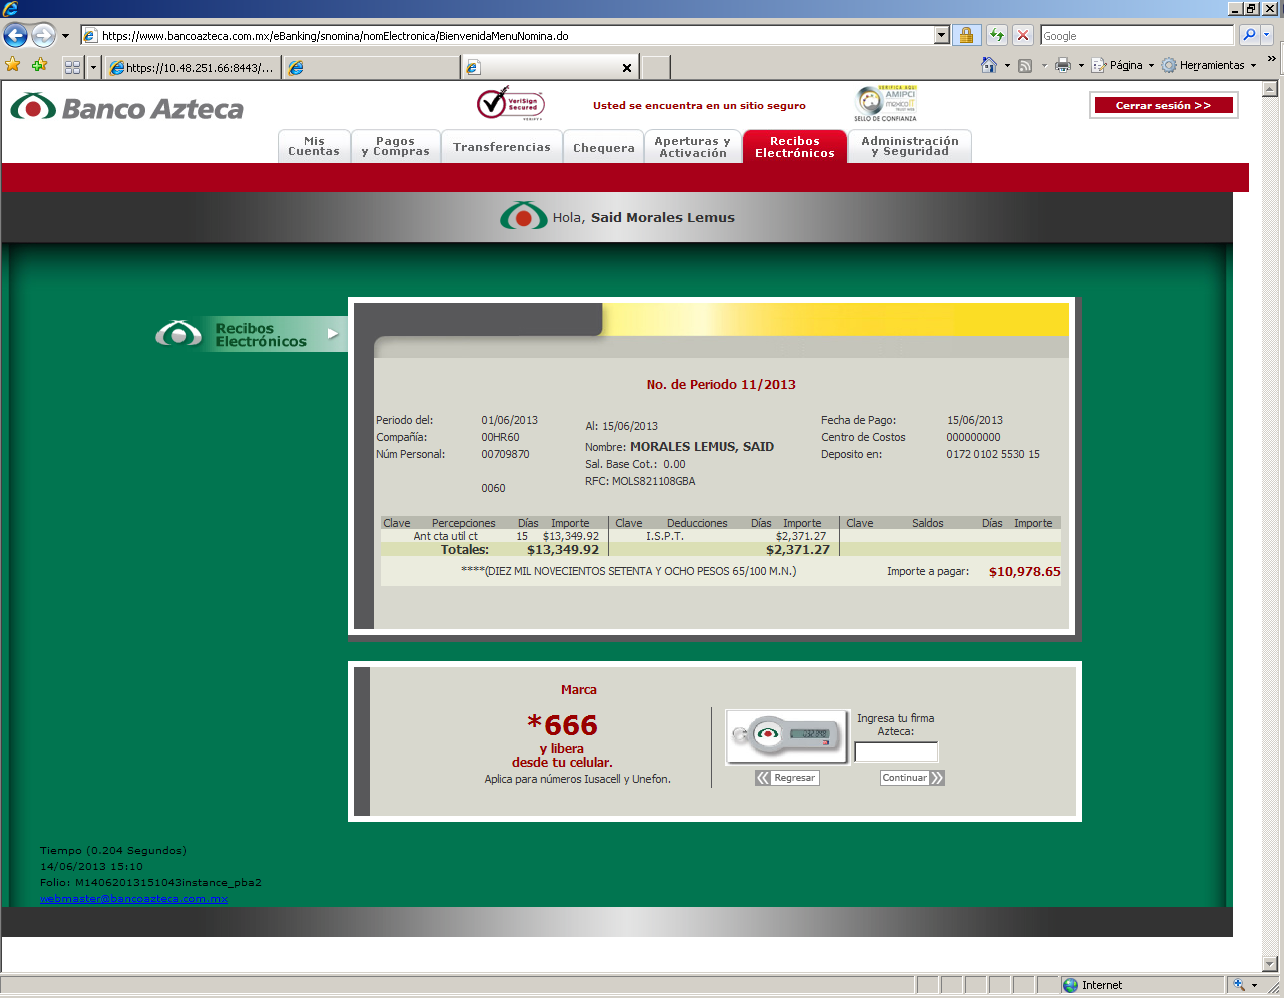 https://www.bancoazteca.com.mx/eBanking/snomina/nomElectronica/BienvenidaMenuNomina.do
Google
https://10.48.251.66:8443/...
Página
Herramientas
Banco Azteca
VeriSign
Secured
VERIFY
Usted se encuentra en un sitio seguro
VERIFICA AQUI
AMIPCI
SELLO DE CONFIANZA
Cerrar sesión >>
Mis Cuentas
Pagos y Compras
Transferencias
Chequera
Aperturas y Activación
Recibos Electrónicos
Administración y Seguridad
Hola, Said Morales Lemus
Recibos
Electrónicos
No. de Periodo 11/2013
Periodo del: 01/06/2013 Al: 15/06/2013 Fecha de Pago: 15/06/2013
Compañía: 00HR60 Nombre: MORALES LEMUS, SAID Centro de Costos 000000000
Núm Personal: 00709870 Sal. Base Cot.: 0.00 Deposito en: 0172 0102 5530 15
0060 RFC: MOLS821108GBA
Clave Percepciones Días Importe Clave Deducciones Días Importe Clave Saldos Días Importe
Ant cta util ct 15 $13,349.92 I.S.P.T. $2,371.27
Totales: $13,349.92 $2,371.27
****(DIEZ MIL NOVECIENTOS SETENTA Y OCHO PESOS 65/100 M.N.) Importe a pagar: $10,978.65
Marca
*666
y libera
desde tu celular.
Aplica para números Iusacell y Unefon.
Ingresa tu firma
Azteca:
Regresar
Continuar
Tiempo (0.204 Segundos)
14/06/2013 15:10
Folio: M14062013151043instance_pba2
webmaster@bancoazteca.com.mx
Internet